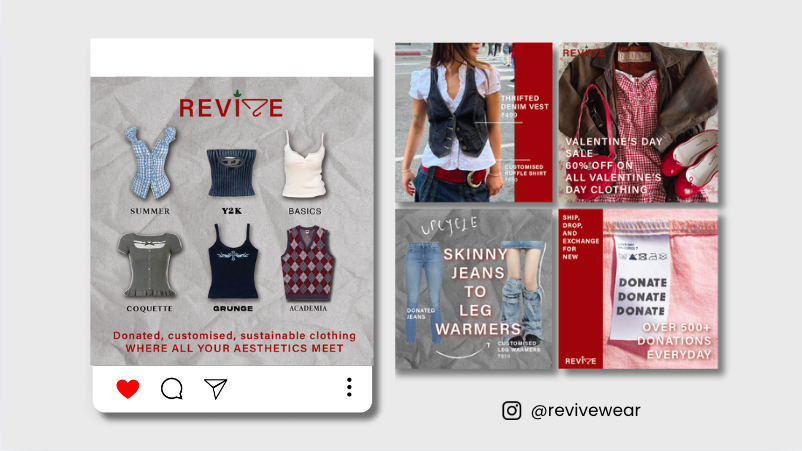 REVIVE
SUMMER
Y2K
BASICS
COQUETTE
GRUNGE
ACADEMIA
Donated, customised, sustainable clothing
WHERE ALL YOUR AESTHETICS MEET
THRIFTED
DENIM VEST
CUSTOMISED
RUFFLE SHIRT
REVIVE
VALENTINE'S DAY
SALE
60% OFF ON
ALL VALENTINE'S
DAY CLOTHING
UPCYCLE
SKINNY
JEANS
TO
LEG
WARMERS
DONATED
JEANS
CUSTOMISED
LEG WARMERS
SHIP,
DROP,
AND
EXCHANGE
FOR
NEW
DONATE
DONATE
DONATE
OVER 500+
DONATIONS
EVERYDAY
REVIVE
@revivewear